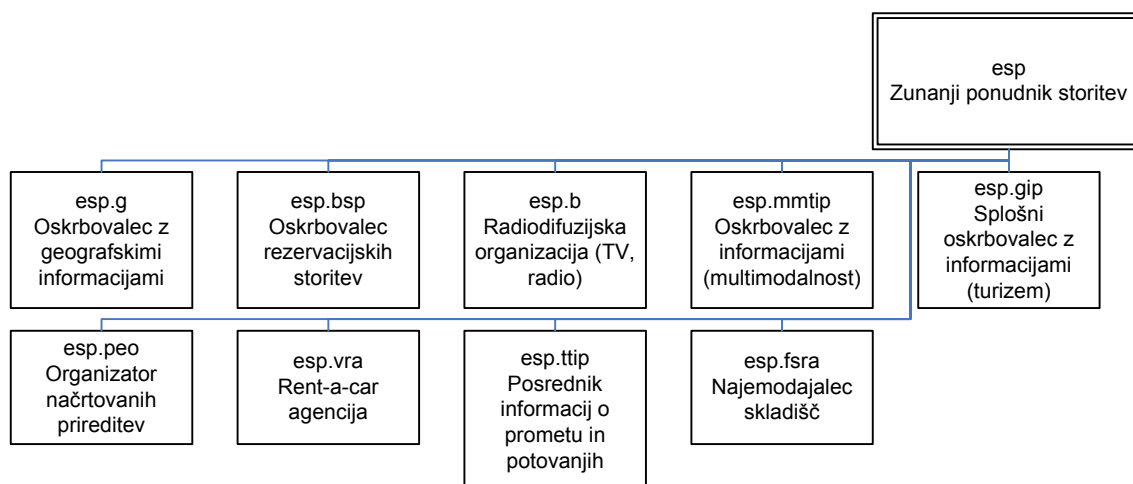 esp
Zunanji ponudnik storitev
esp.g
Oskrbovalec z
geografskimi
informacijami
esp.bsp
Oskrbovalec
rezervacijskih
storitev
esp.b
Radiodifuzijska
organizacija (TV,
radio)
esp.mmtip
Oskrbovalec z
informacijami
(multimodalnost)
esp.gip
Splošni
oskrbovalec z
informacijami
(turizem)
esp.peo
Organizator
načrtovanih
prireditev
esp.vra
Rent-a-car
agencija
esp.ttip
Posrednik
informacij o
prometu in
potovanjih
esp.fsra
Najemodajalec
skladišč